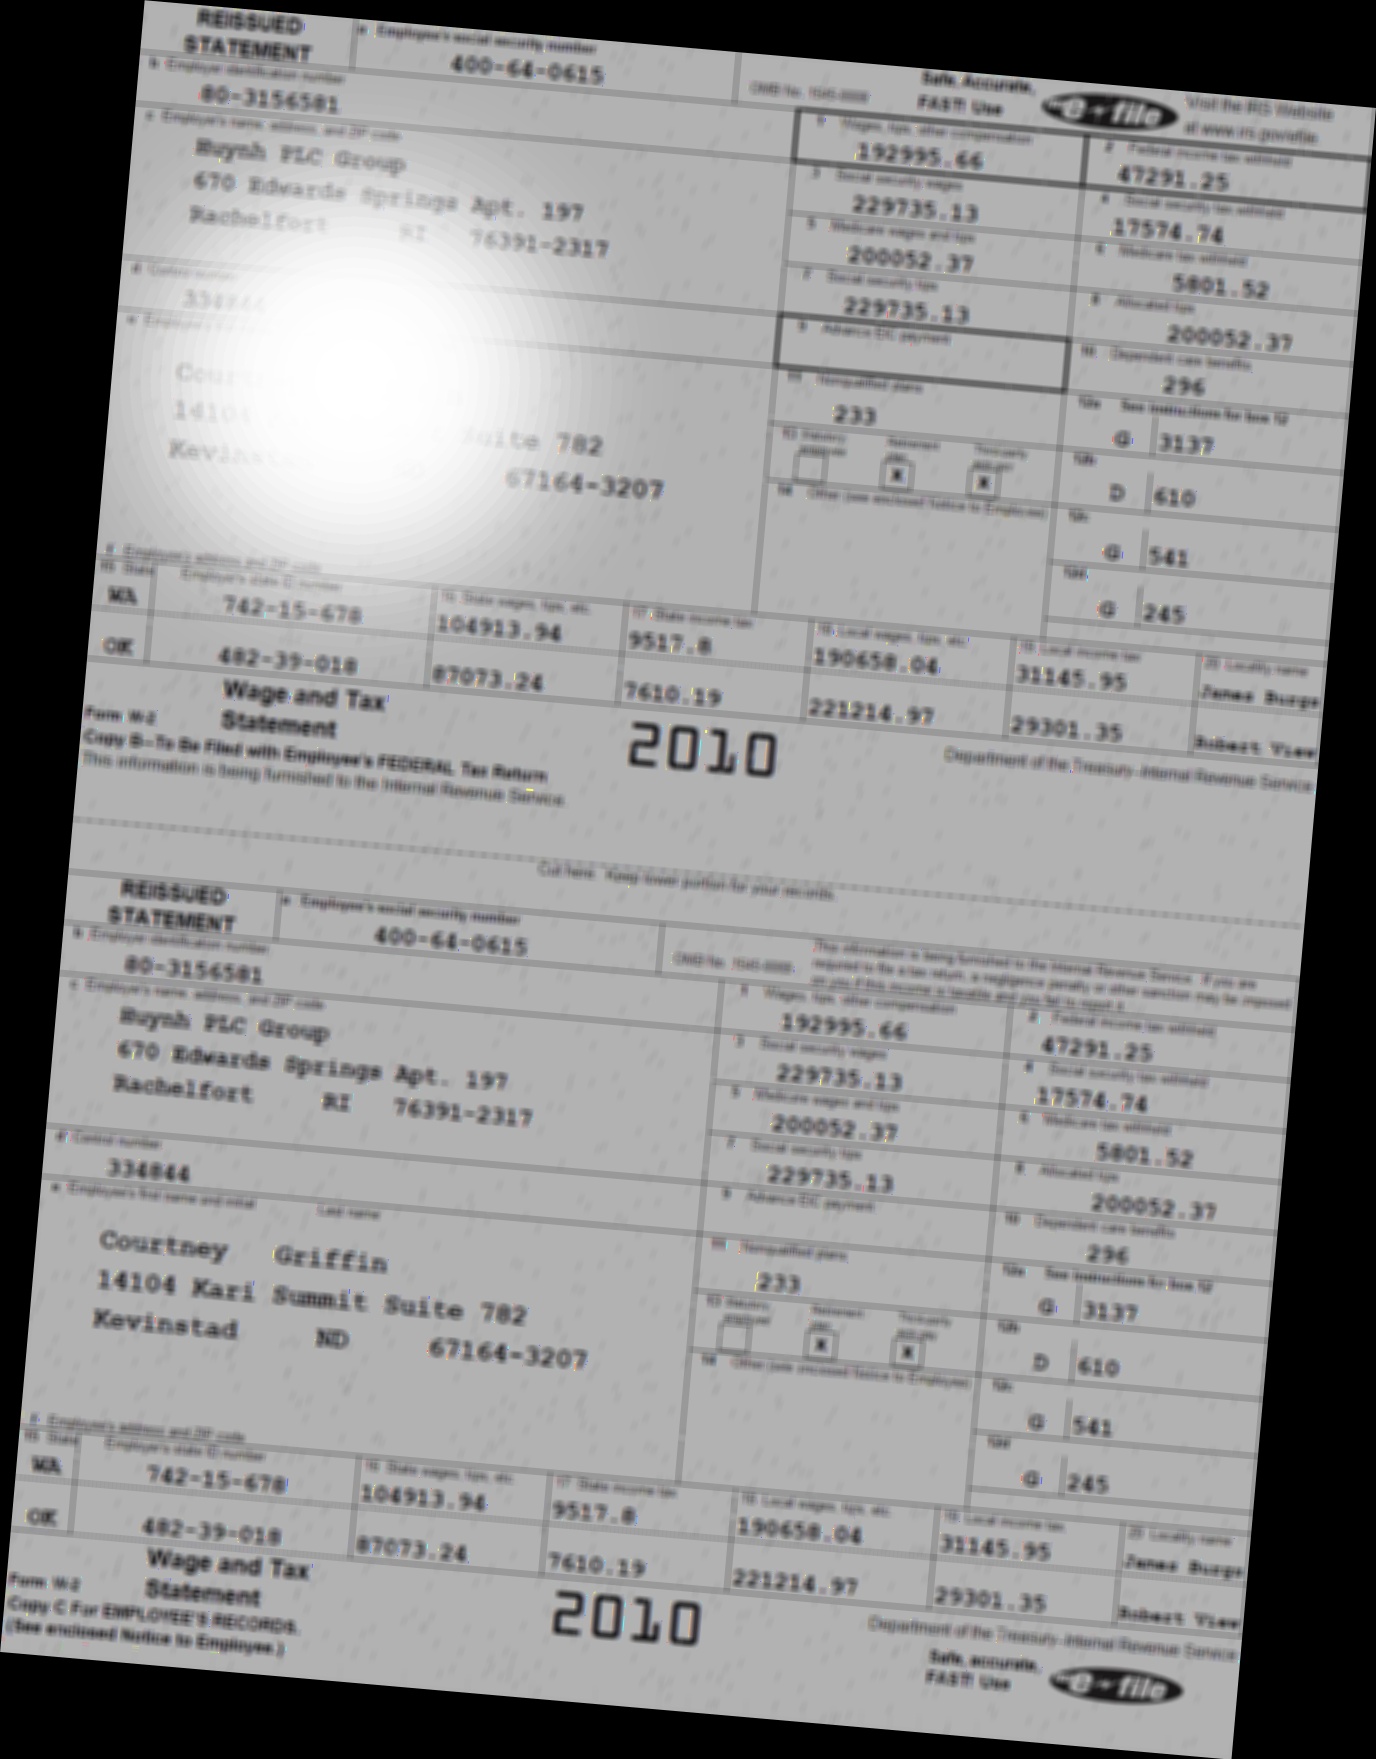 REISSUED STATEMENT
a Employee's social security number
400-64-0615
OMB No. 1545-0008
Safe, Accurate, FAST! Use
e-file
Visit the IRS Website at www.irs.gov/efile.
b Employer identification number
80-3156581
c Employer's name, address, and ZIP code
Huynh PLC Group
670 Edwards Springs Apt. 197
Rachelfort RI 76391-2317
1 Wages, tips, other compensation
192995.66
2 Federal income tax withheld
47291.25
3 Social security wages
229735.13
4 Social security tax withheld
17574.74
5 Medicare wages and tips
200052.37
6 Medicare tax withheld
5801.52
7 Social security tips
229735.13
8 Allocated tips
200052.37
d Control number
334844
9 Advance EIC payment
10 Dependent care benefits
296
Suite 782
67164-3207
11 Nonqualified plans
233
12a See instructions for box 12
G 3137
13 Statutory employee
Retirement plan
X
Third-party sick pay
X
12b
D 610
14 Other (see enclosed Notice to Employee)
12c
G 541
12d
G 245
f Employee's address and ZIP code
15 State
Employer's state ID number
16 State wages, tips, etc.
17 State income tax
18 Local wages, tips, etc.
19 Local income tax
20 Locality name
WA 742-15-678 104913.94 9517.8 190658.04 31145.95 James Burgs
OK 482-39-018 87073.24 7610.19 221214.97 29301.35 Robert View
Form W-2
Wage and Tax Statement
2010
Department of the Treasury-Internal Revenue Service
Copy B-To Be Filed with Employee's FEDERAL Tax Return
This information is being furnished to the Internal Revenue Service
Cut here. Keep lower portion for your records.
REISSUED STATEMENT
a Employee's social security number
400-64-0615
OMB No. 1545-0008
This information is being furnished to the Internal Revenue Service. If you are
required to file a tax return, a negligence penalty or other sanction may be imposed
on you if this income is taxable and you fail to report it.
b Employer identification number
80-3156581
c Employer's name, address, and ZIP code
Huynh PLC Group
670 Edwards Springs Apt. 197
Rachelfort RI 76391-2317
1 Wages, tips, other compensation
192995.66
2 Federal income tax withheld
47291.25
3 Social security wages
229735.13
4 Social security tax withheld
17574.74
5 Medicare wages and tips
200052.37
6 Medicare tax withheld
5801.52
d Control number
334844
7 Social security tips
229735.13
8 Allocated tips
200052.37
e Employee's first name and initial
Last name
9 Advance EIC payment
10 Dependent care benefits
296
Courtney Griffin
14104 Kari Summit Suite 782
Kevinstad ND 67164-3207
11 Nonqualified plans
233
12a See instructions for box 12
G 3137
13 Statutory employee
Retirement plan
X
Third-party sick pay
X
12b
D 610
14 Other (see enclosed Notice to Employee)
12c
G 541
12d
G 245
f Employee's address and ZIP code
15 State
Employer's state ID number
16 State wages, tips, etc.
17 State income tax
18 Local wages, tips, etc.
19 Local income tax
20 Locality name
WA 742-15-678 104913.94 9517.8 190658.04 31145.95 James Burgs
OK 482-39-018 87073.24 7610.19 221214.97 29301.35 Robert View
Form W-2
Wage and Tax Statement
2010
Department of the Treasury-Internal Revenue Service
Copy C For EMPLOYEE'S RECORDS.
(See enclosed Notice to Employee.)
Safe, accurate, FAST! Use
e-file